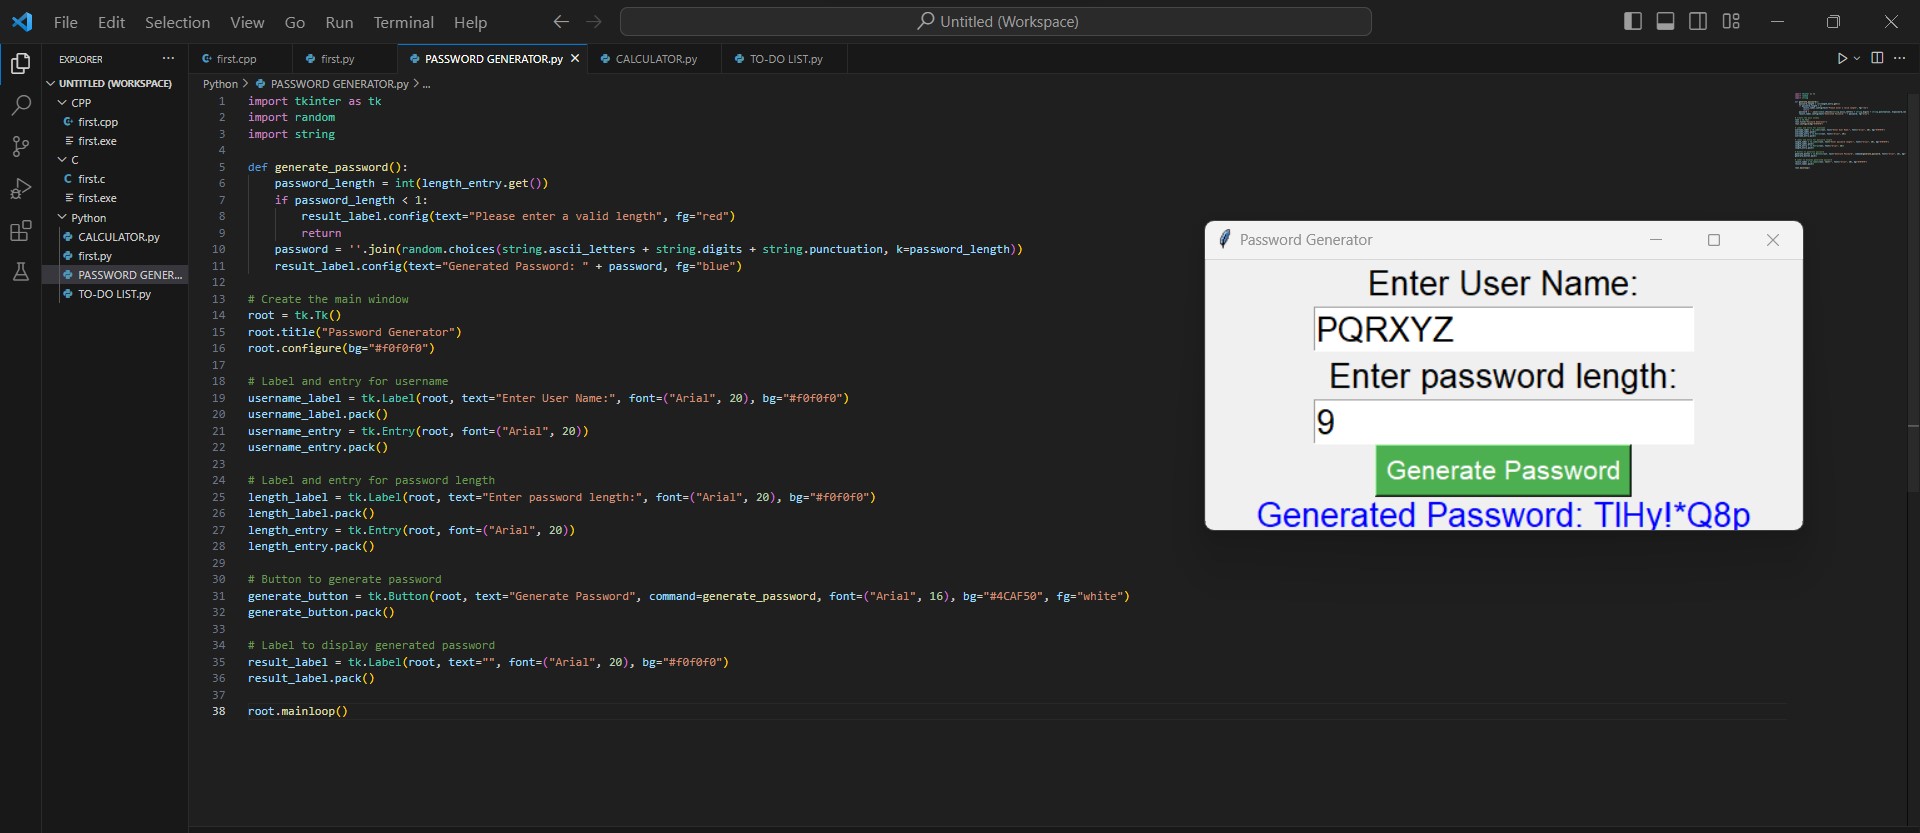 File Edit Selection View Go Run Terminal Help
Untitled (Workspace)
EXPLORER
UNTITLED (WORKSPACE)
CPP
first.cpp
first.exe
C
first.c
first.exe
Python
CALCULATOR.py
first.py
PASSWORD GENER...
TO-DO LIST.py
first.cpp
first.py
PASSWORD GENERATOR.py
CALCULATOR.py
TO-DO LIST.py
Python > PASSWORD GENERATOR.py > ...
1 import tkinter as tk
2 import random
3 import string
4
5 def generate_password():
6     password_length = int(length_entry.get())
7     if password_length < 1:
8         result_label.config(text="Please enter a valid length", fg="red")
9         return
10     password = ''.join(random.choices(string.ascii_letters + string.digits + string.punctuation, k=password_length))
11     result_label.config(text="Generated Password: " + password, fg="blue")
12
13 # Create the main window
14 root = tk.Tk()
15 root.title("Password Generator")
16 root.configure(bg="#f0f0f0")
17
18 # Label and entry for username
19 username_label = tk.Label(root, text="Enter User Name:", font=("Arial", 20), bg="#f0f0f0")
20 username_label.pack()
21 username_entry = tk.Entry(root, font=("Arial", 20))
22 username_entry.pack()
23
24 # Label and entry for password length
25 length_label = tk.Label(root, text="Enter password length:", font=("Arial", 20), bg="#f0f0f0")
26 length_label.pack()
27 length_entry = tk.Entry(root, font=("Arial", 20))
28 length_entry.pack()
29
30 # Button to generate password
31 generate_button = tk.Button(root, text="Generate Password", command=generate_password, font=("Arial", 16), bg="#4CAF50", fg="white")
32 generate_button.pack()
33
34 # Label to display generated password
35 result_label = tk.Label(root, text="", font=("Arial", 20), bg="#f0f0f0")
36 result_label.pack()
37
38 root.mainloop()
Password Generator
Enter User Name:
PQRXYZ
Enter password length:
9
Generate Password
Generated Password: TlHy!*Q8p